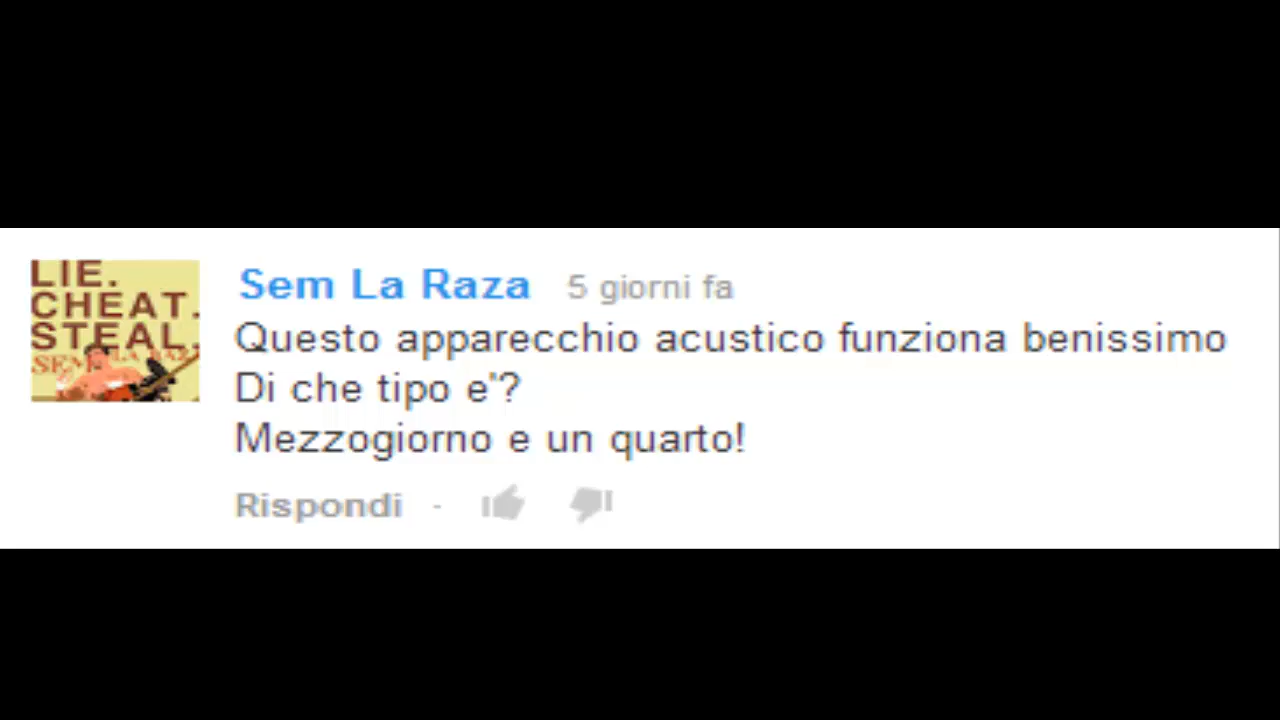 LIE.
CHEAT.
STEAL.
SEM LA RAZ
Sem La Raza 5 giorni fa
Questo apparecchio acustico funziona benissimo
Di che tipo e'?
Mezzogiorno e un quarto!
Rispondi -